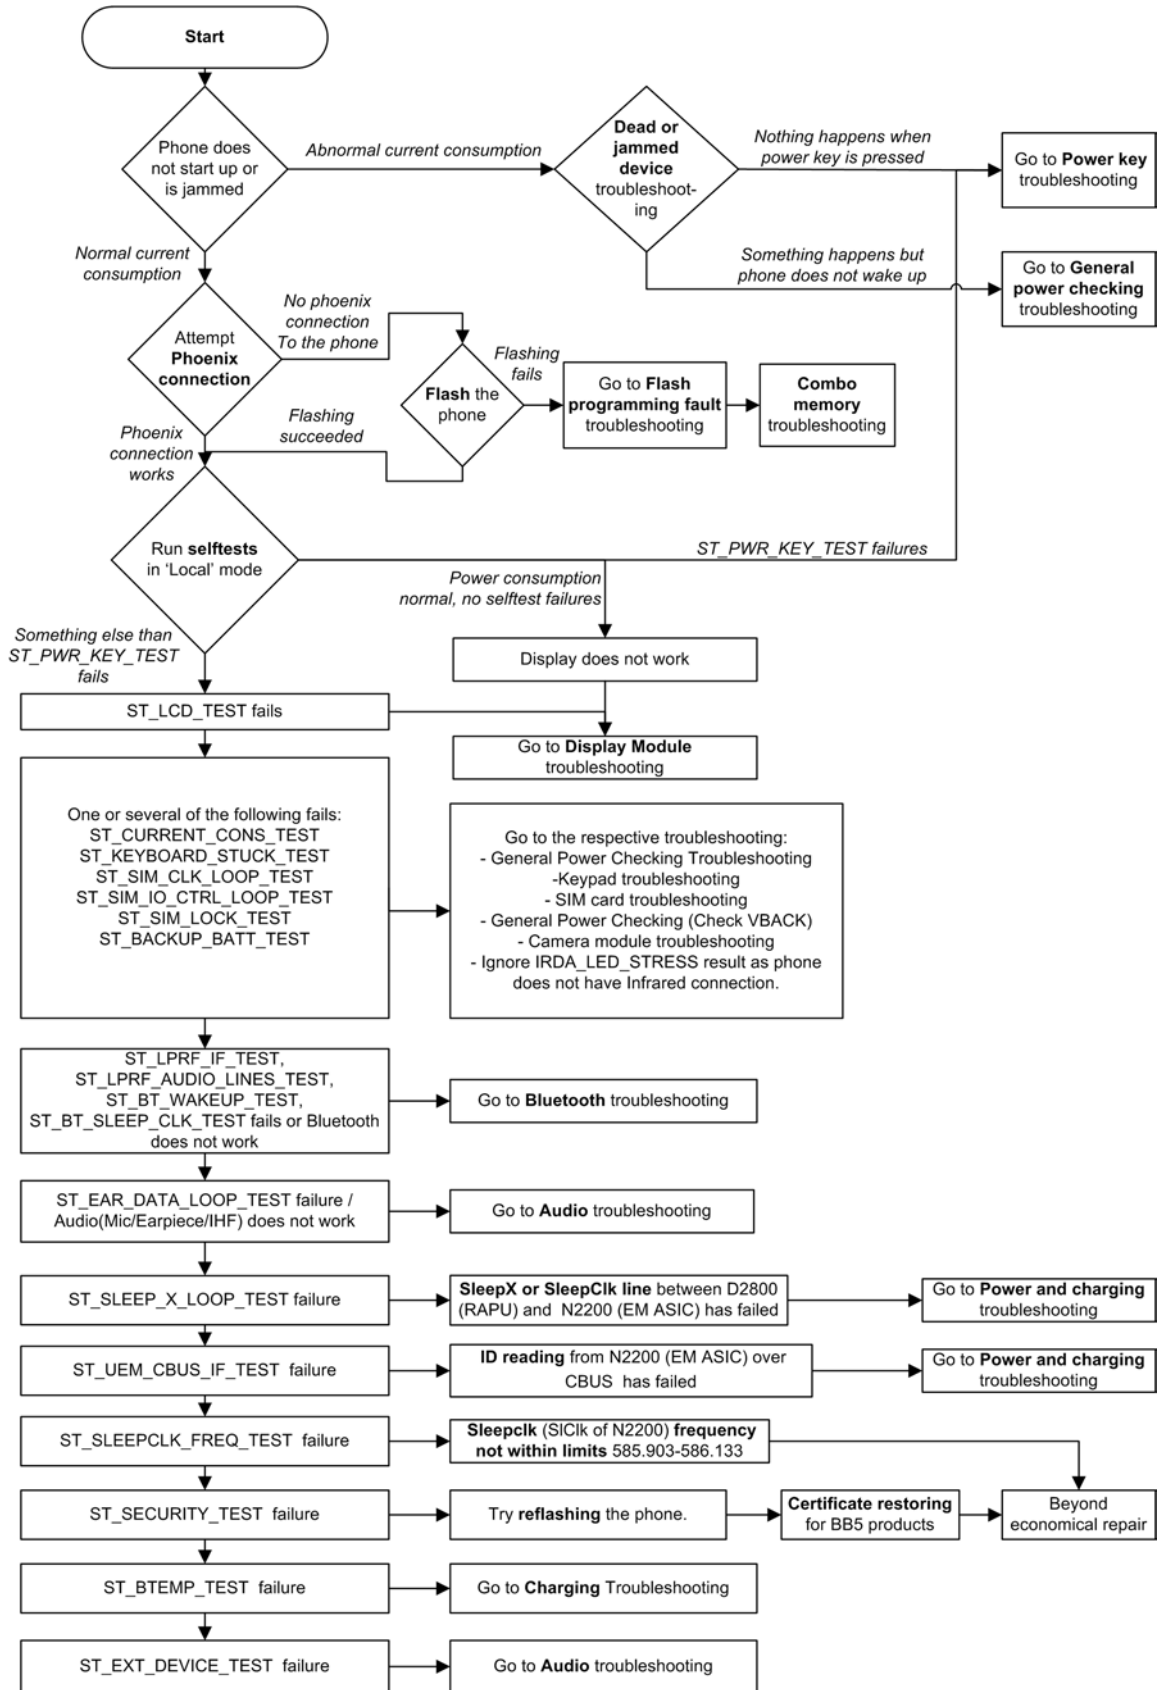 Start
Phone does
not start up or
is jammed
Abnormal current consumption
Dead or
jammed
device
troubleshoot-
ing
Nothing happens when
power key is pressed
Go to Power key
troubleshooting
Something happens but
phone does not wake up
Go to General
power checking
troubleshooting
Normal current
consumption
Attempt
Phoenix
connection
No phoenix
connection
To the phone
Flash the
phone
Flashing
fails
Go to Flash
programming fault
troubleshooting
Combo
memory
troubleshooting
Flashing
succeeded
Phoenix
connection
works
Run selftests
in 'Local' mode
ST_PWR_KEY_TEST failures
Power consumption
normal, no selftest failures
Something else than
ST_PWR_KEY_TEST
fails
Display does not work
ST_LCD_TEST fails
Go to Display Module
troubleshooting
One or several of the following fails:
ST_CURRENT_CONS_TEST
ST_KEYBOARD_STUCK_TEST
ST_SIM_CLK_LOOP_TEST
ST_SIM_IO_CTRL_LOOP_TEST
ST_SIM_LOCK_TEST
ST_BACKUP_BATT_TEST
Go to the respective troubleshooting:
- General Power Checking Troubleshooting
-Keypad troubleshooting
- SIM card troubleshooting
- General Power Checking (Check VBACK)
- Camera module troubleshooting
- Ignore IRDA_LED_STRESS result as phone
does not have Infrared connection.
ST_LPRF_IF_TEST,
ST_LPRF_AUDIO_LINES_TEST,
ST_BT_WAKEUP_TEST,
ST_BT_SLEEP_CLK_TEST fails or Bluetooth
does not work
Go to Bluetooth troubleshooting
ST_EAR_DATA_LOOP_TEST failure /
Audio(Mic/Earpiece/IHF) does not work
Go to Audio troubleshooting
ST_SLEEP_X_LOOP_TEST failure
SleepX or SleepClk line between D2800
(RAPU) and N2200 (EM ASIC) has failed
Go to Power and charging
troubleshooting
ST_UEM_CBUS_IF_TEST failure
ID reading from N2200 (EM ASIC) over
CBUS has failed
Go to Power and charging
troubleshooting
ST_SLEEPCLK_FREQ_TEST failure
Sleepclk (SlClk of N2200) frequency
not within limits 585.903-586.133
ST_SECURITY_TEST failure
Try reflashing the phone.
Certificate restoring
for BB5 products
Beyond
economical repair
ST_BTEMP_TEST failure
Go to Charging Troubleshooting
ST_EXT_DEVICE_TEST failure
Go to Audio troubleshooting